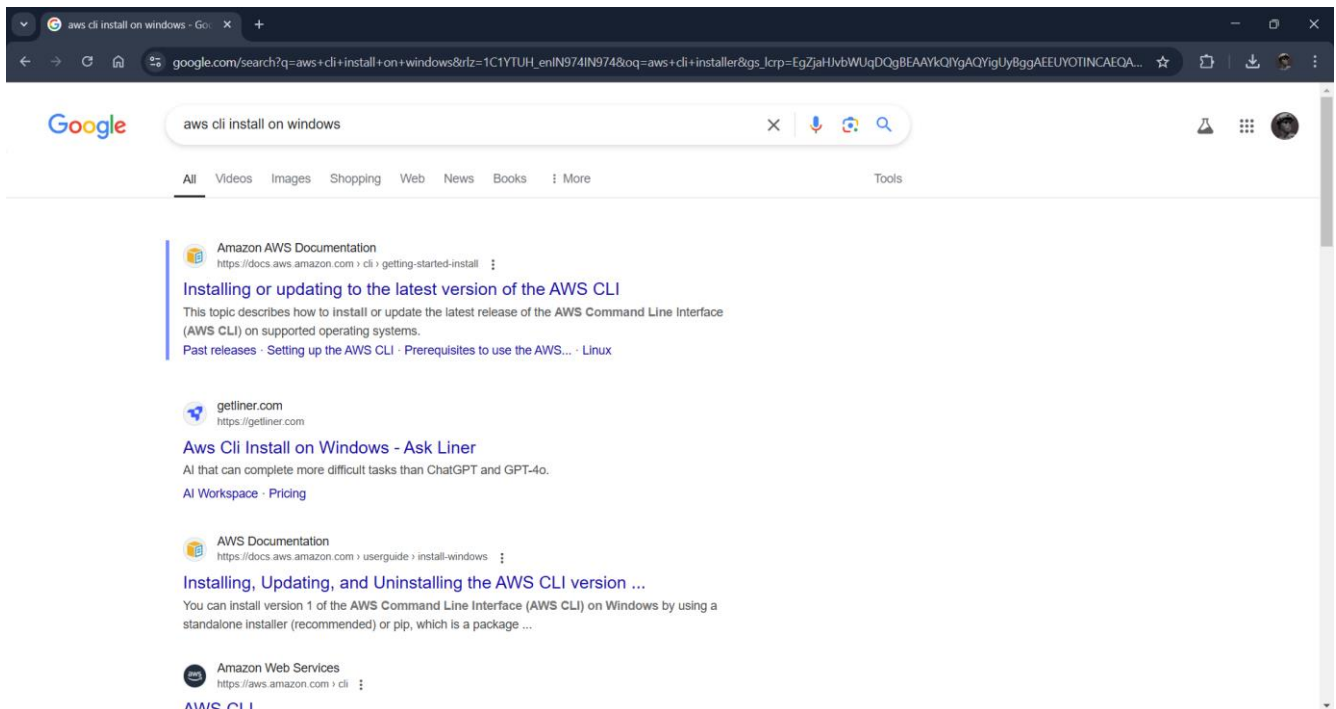 aws cli install on windows - Goo
google.com/search?q=aws+cli+install+on+windows&rlz=1C1YTUH_enIN974IN974&oq=aws+cli+installer&gs_lcrp=EgZjaHJvbWUqDQgBEAAYkQIYgAQYigUyBggAEEUYOTINCAEQA...
Google
aws cli install on windows
All Videos Images Shopping Web News Books More Tools
Amazon AWS Documentation
https://docs.aws.amazon.com › cli › getting-started-install
Installing or updating to the latest version of the AWS CLI
This topic describes how to install or update the latest release of the AWS Command Line Interface
(AWS CLI) on supported operating systems.
Past releases · Setting up the AWS CLI · Prerequisites to use the AWS... · Linux
getliner.com
https://getliner.com
Aws Cli Install on Windows - Ask Liner
AI that can complete more difficult tasks than ChatGPT and GPT-4o.
AI Workspace · Pricing
AWS Documentation
https://docs.aws.amazon.com › userguide › install-windows
Installing, Updating, and Uninstalling the AWS CLI version ...
You can install version 1 of the AWS Command Line Interface (AWS CLI) on Windows by using a
standalone installer (recommended) or pip, which is a package ...
aws
Amazon Web Services
https://aws.amazon.com › cli
AWS CLI